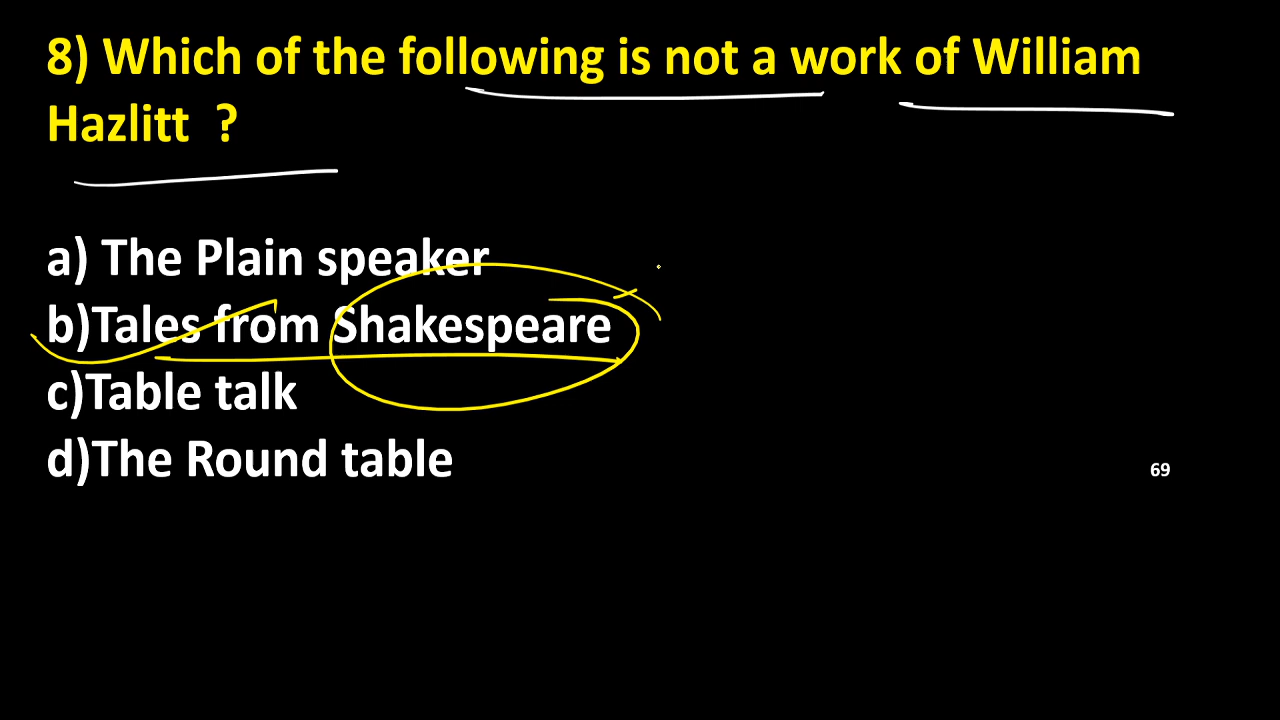 8) Which of the following is not a work of William
Hazlitt ?
a) The Plain speaker
b)Tales from Shakespeare
c)Table talk
d)The Round table
69